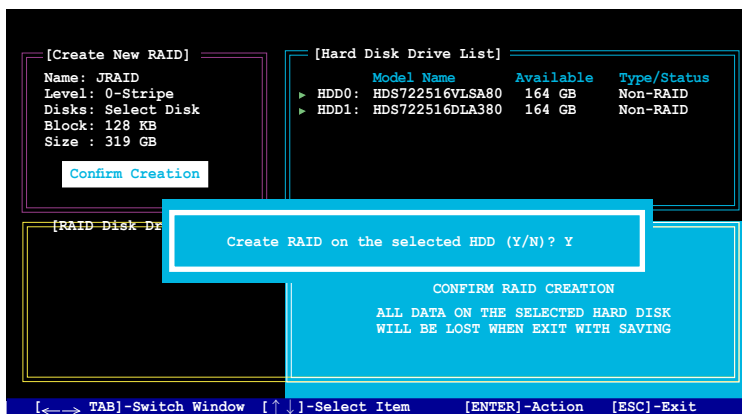 [Create New RAID]
Name: JRAID
Level: 0-Stripe
Disks: Select Disk
Block: 128 KB
Size : 319 GB
Confirm Creation
[Hard Disk Drive List]
Model Name Available Type/Status
HDD0: HDS722516VLSA80 164 GB Non-RAID
HDD1: HDS722516DLA380 164 GB Non-RAID
[RAID Disk Dr
Create RAID on the selected HDD (Y/N)? Y
CONFIRM RAID CREATION
ALL DATA ON THE SELECTED HARD DISK
WILL BE LOST WHEN EXIT WITH SAVING
[←→ TAB]-Switch Window [↑↓]-Select Item [ENTER]-Action [ESC]-Exit